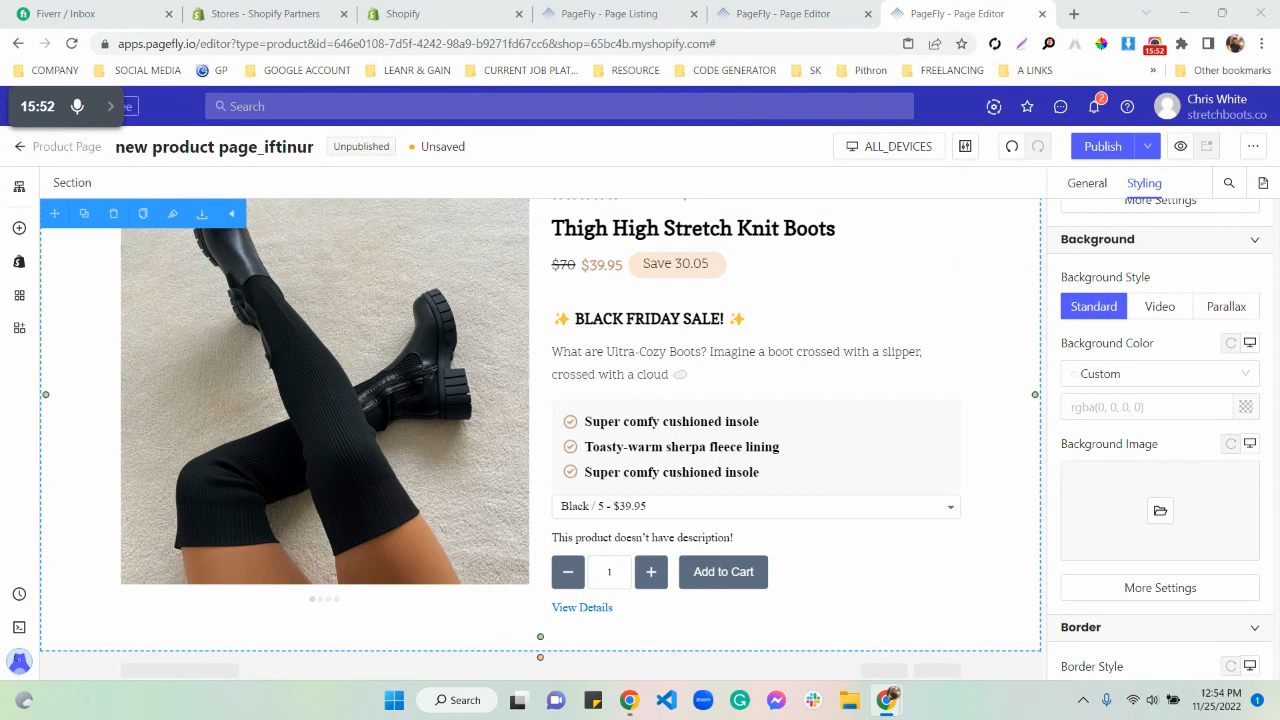 Fiverr / Inbox
Stores - Shopify Partners
Shopify
PageFly - Page Listing
PageFly - Page Editor
PageFly - Page Editor
apps.pagefly.io/editor?type=product&id=646e0108-7d5f-4242-9fa9-b9271fd67cc6&shop=65bc4b.myshopify.com#
15:52
COMPANY
SOCIAL MEDIA
GP
GOOGLE ACCOUNT
LEANR & GAIN
CURRENT JOB PLAT...
RESOURCE
CODE GENERATOR
SK
Pithron
FREELANCING
A LINKS
»
Other bookmarks
15:52
Search
2
Chris White
stretchboots.co
Product Page
new product page_iftinur
Unpublished
Unsaved
ALL_DEVICES
Publish
Section
General
Styling
More Settings
Thigh High Stretch Knit Boots
$70 $39.95 Save 30.05
✨ BLACK FRIDAY SALE! ✨
What are Ultra-Cozy Boots? Imagine a boot crossed with a slipper,
crossed with a cloud
Super comfy cushioned insole
Toasty-warm sherpa fleece lining
Super comfy cushioned insole
Black / 5 - $39.95
This product doesn't have description!
1
Add to Cart
View Details
Background
Background Style
Standard
Video
Parallax
Background Color
Custom
rgba(0, 0, 0, 0)
Background Image
More Settings
Border
Border Style
Search
zoom
12:54 PM
11/25/2022
1